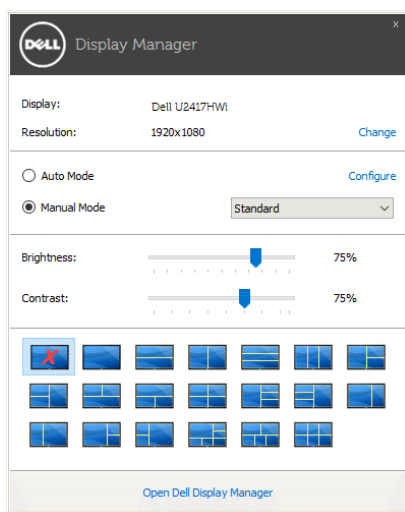 x
DELL Display Manager
Display: Dell U2417HWi
Resolution: 1920x1080 Change
Auto Mode Configure
Manual Mode Standard
Brightness: 75%
Contrast: 75%
Open Dell Display Manager